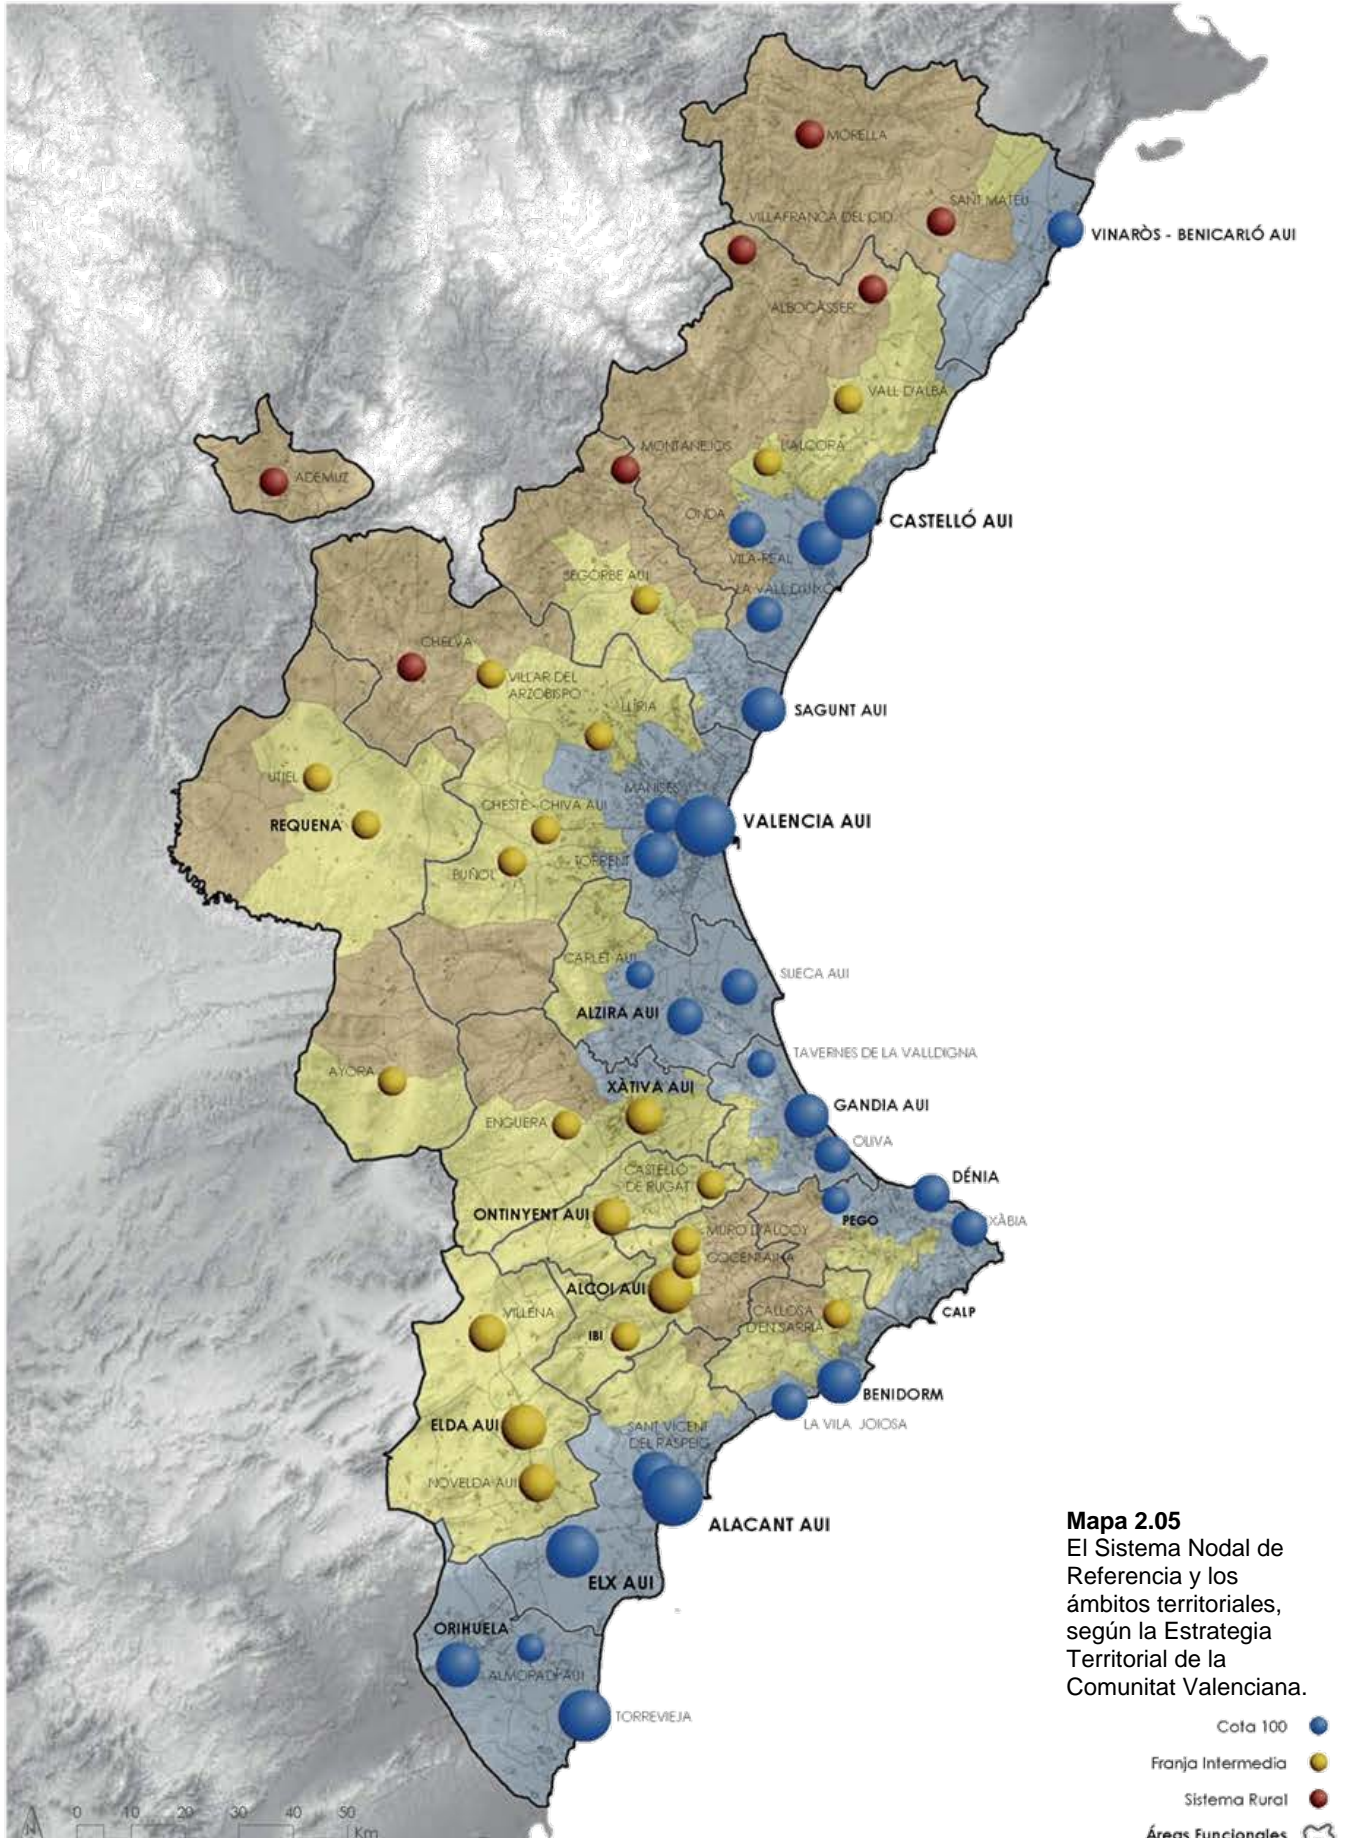 MORELLA
SANT MATEU
VILLAFRANCA DEL CID
VINARÒS - BENICARLÓ AUI
ALBOCÀSSER
VALL D'ALBA
MONTANEJOS
L'ALCORA
ADEMUZ
ONDA
CASTELLÓ AUI
VILA-REAL
SEGORBE AUI
LA VALL D'UIXÓ
CHELVA
VILLAR DEL
ARZOBISPO
LLÍRIA
SAGUNT AUI
UTIEL
MANISES
CHESTE - CHIVA AUI
REQUENA
VALENCIA AUI
TORRENT
BUÑOL
CARLET AUI
SUECA AUI
ALZIRA AUI
TAVERNES DE LA VALLDIGNA
AYORA
XÀTIVA AUI
GANDIA AUI
ENGUERA
OLIVA
CASTELLÓ
DE RUGAT
DÉNIA
ONTINYENT AUI
PEGO
XÀBIA
MURO D'ALCOY
COCENTAINA
ALCOI AUI
VILLENA
CALLOSA
D'EN SARRIÀ
CALP
IBI
BENIDORM
ELDA AUI
LA VILA JOIOSA
SANT VICENT
DEL RASPEIG
NOVELDA AUI
ALACANT AUI
ELX AUI
ORIHUELA
ALMORADÍ AUI
TORREVIEJA
Mapa 2.05
El Sistema Nodal de
Referencia y los
ámbitos territoriales,
según la Estrategia
Territorial de la
Comunitat Valenciana.
Cota 100
Franja Intermedia
Sistema Rural
Áreas Funcionales
N
0 10 20 30 40 50
Km